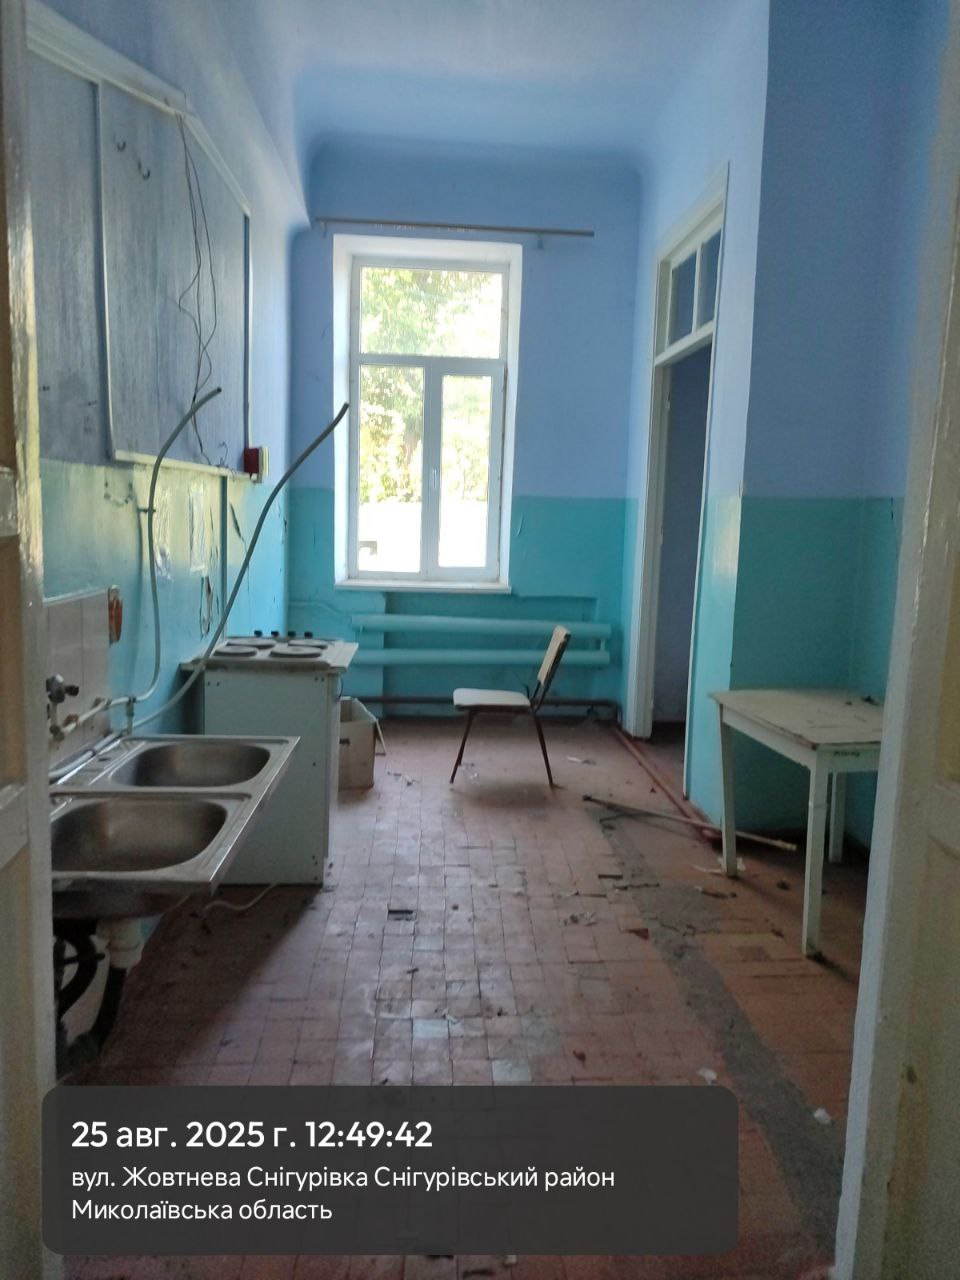 25 авг. 2025 г. 12:49:42
вул. Жовтнева Снігурівка Снігурівський район
Миколаївська область